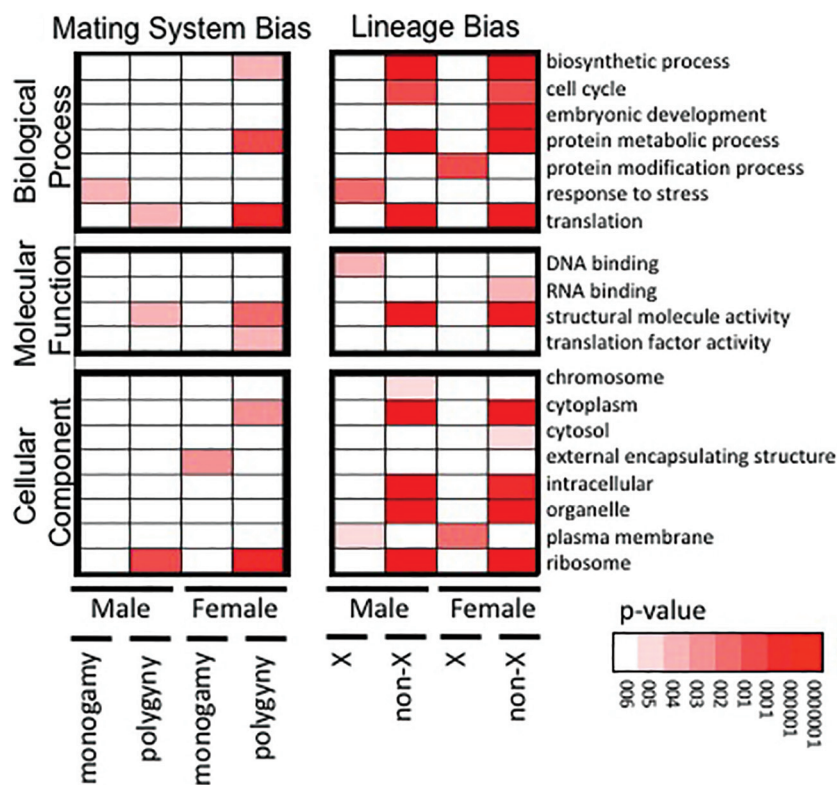 Mating System Bias
Lineage Bias
Biological
Process
biosynthetic process
cell cycle
embryonic development
protein metabolic process
protein modification process
response to stress
translation
Molecular
Function
DNA binding
RNA binding
structural molecule activity
translation factor activity
Cellular
Component
chromosome
cytoplasm
cytosol
external encapsulating structure
intracellular
organelle
plasma membrane
ribosome
Male
Female
Male
Female
monogamy
polygyny
monogamy
polygyny
X
non-X
X
non-X
p-value
006
005
004
003
002
001
0001
000001
00000001